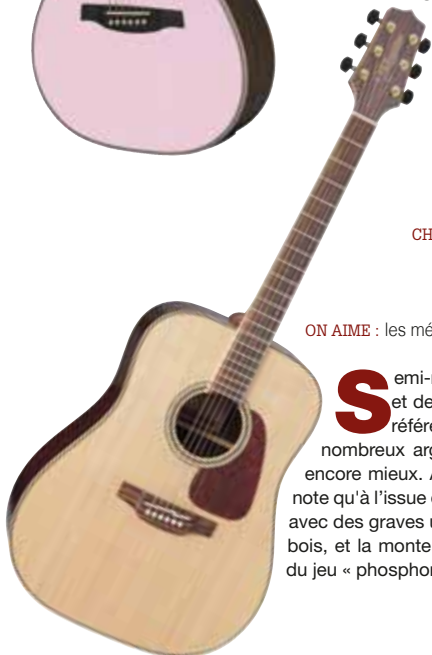 CH
ON AIME : les mé
Semi-r
et de
référe
nombreux arg
encore mieux. A
note qu'à l'issue d
avec des graves u
bois, et la monte
du jeu « phosphor